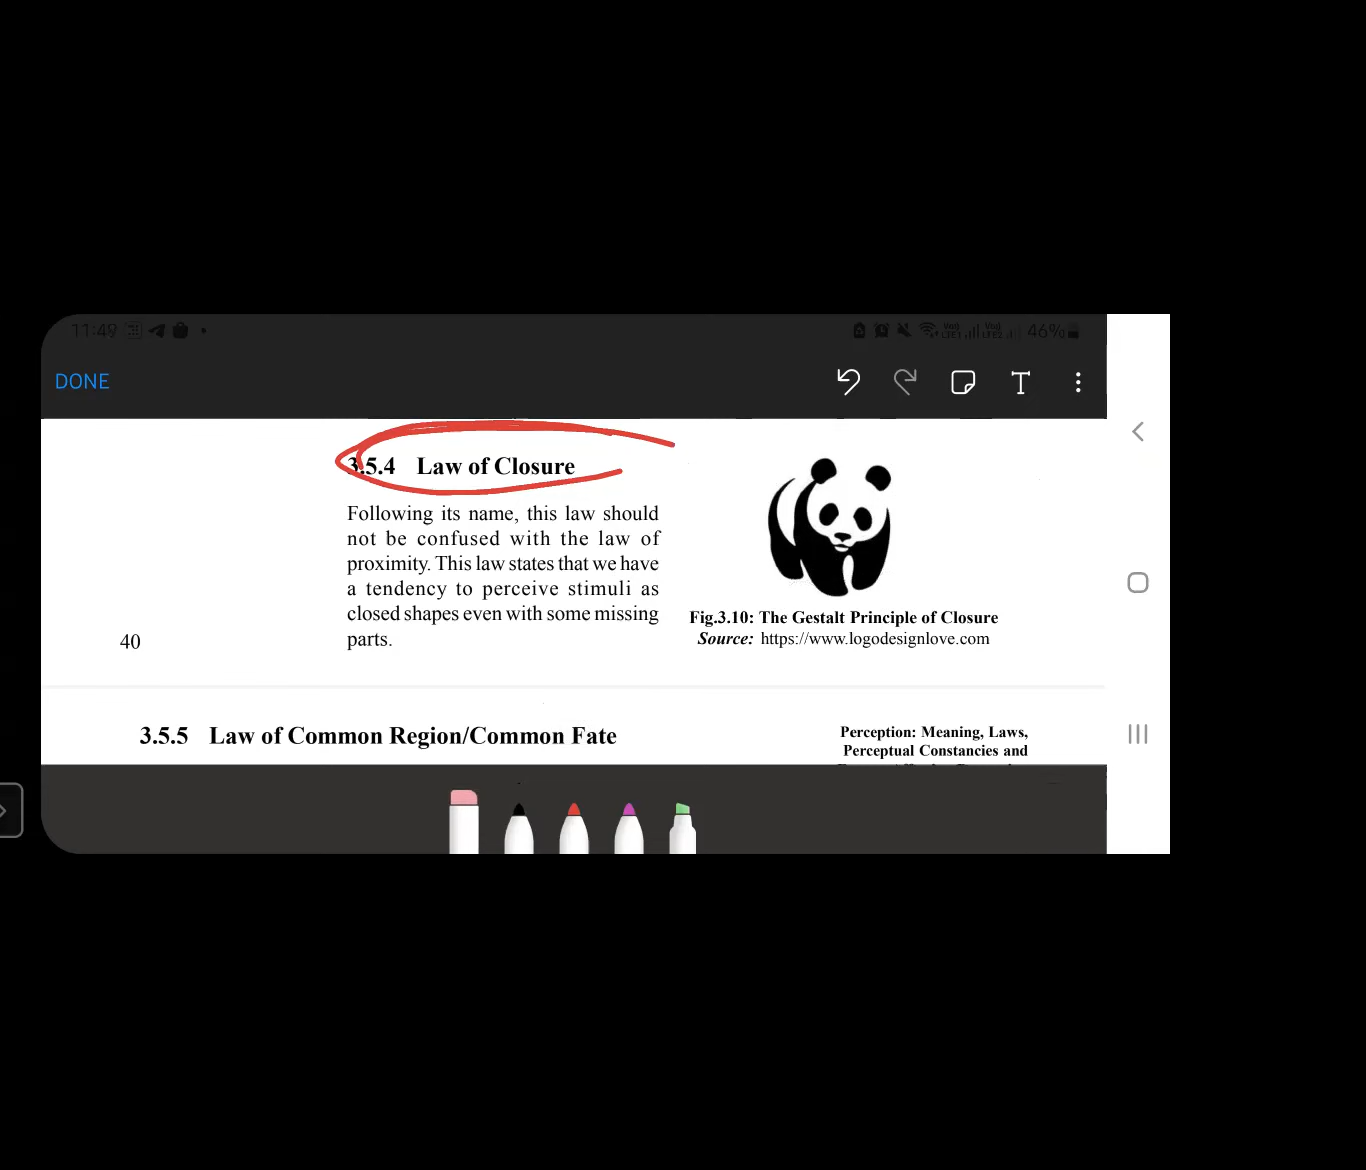 11:49
46%
DONE
3.5.4 Law of Closure
Following its name, this law should
not be confused with the law of
proximity. This law states that we have
a tendency to perceive stimuli as
closed shapes even with some missing
parts.
Fig.3.10: The Gestalt Principle of Closure
Source: https://www.logodesignlove.com
40
3.5.5 Law of Common Region/Common Fate
Perception: Meaning, Laws,
Perceptual Constancies and